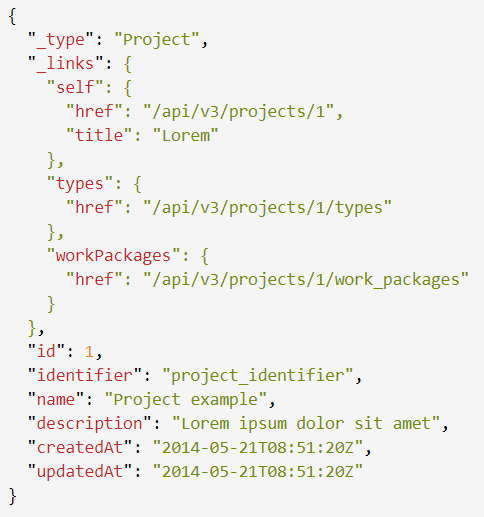 {
  "_type": "Project",
  "_links": {
    "self": {
      "href": "/api/v3/projects/1",
      "title": "Lorem"
    },
    "types": {
      "href": "/api/v3/projects/1/types"
    },
    "workPackages": {
      "href": "/api/v3/projects/1/work_packages"
    }
  },
  "id": 1,
  "identifier": "project_identifier",
  "name": "Project example",
  "description": "Lorem ipsum dolor sit amet",
  "createdAt": "2014-05-21T08:51:20Z",
  "updatedAt": "2014-05-21T08:51:20Z"
}